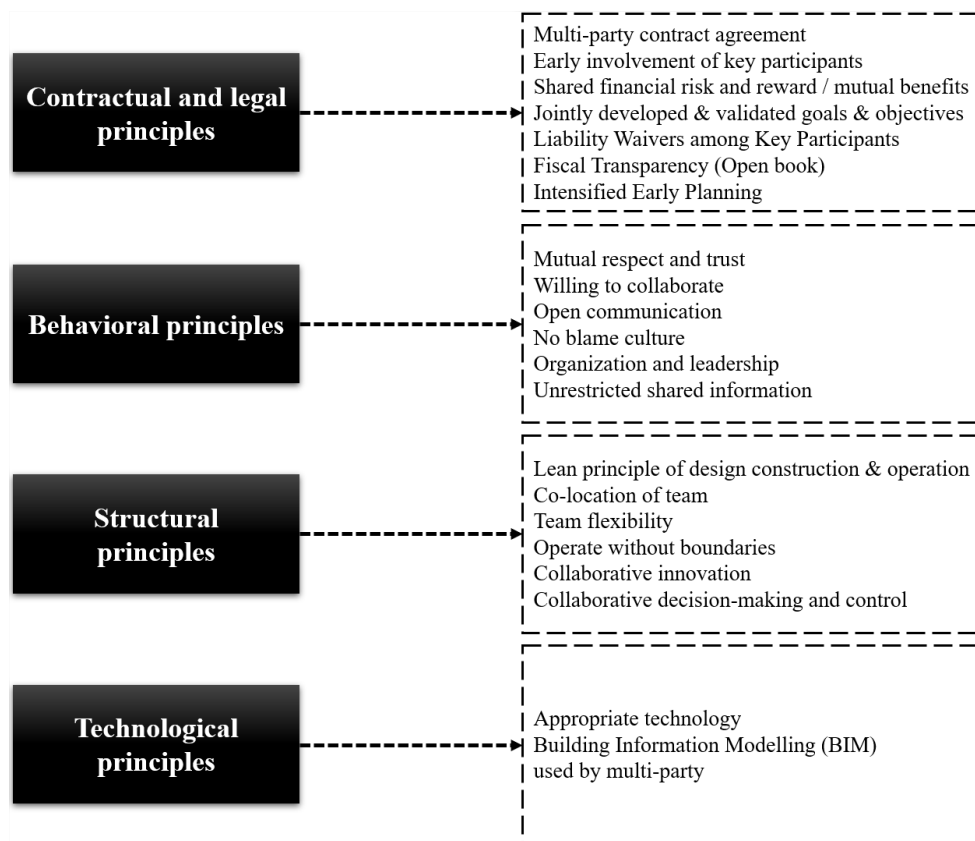 Contractual and legal
principles
Multi-party contract agreement
Early involvement of key participants
Shared financial risk and reward / mutual benefits
Jointly developed & validated goals & objectives
Liability Waivers among Key Participants
Fiscal Transparency (Open book)
Intensified Early Planning
Behavioral principles
Mutual respect and trust
Willing to collaborate
Open communication
No blame culture
Organization and leadership
Unrestricted shared information
Structural
principles
Lean principle of design construction & operation
Co-location of team
Team flexibility
Operate without boundaries
Collaborative innovation
Collaborative decision-making and control
Technological
principles
Appropriate technology
Building Information Modelling (BIM)
used by multi-party